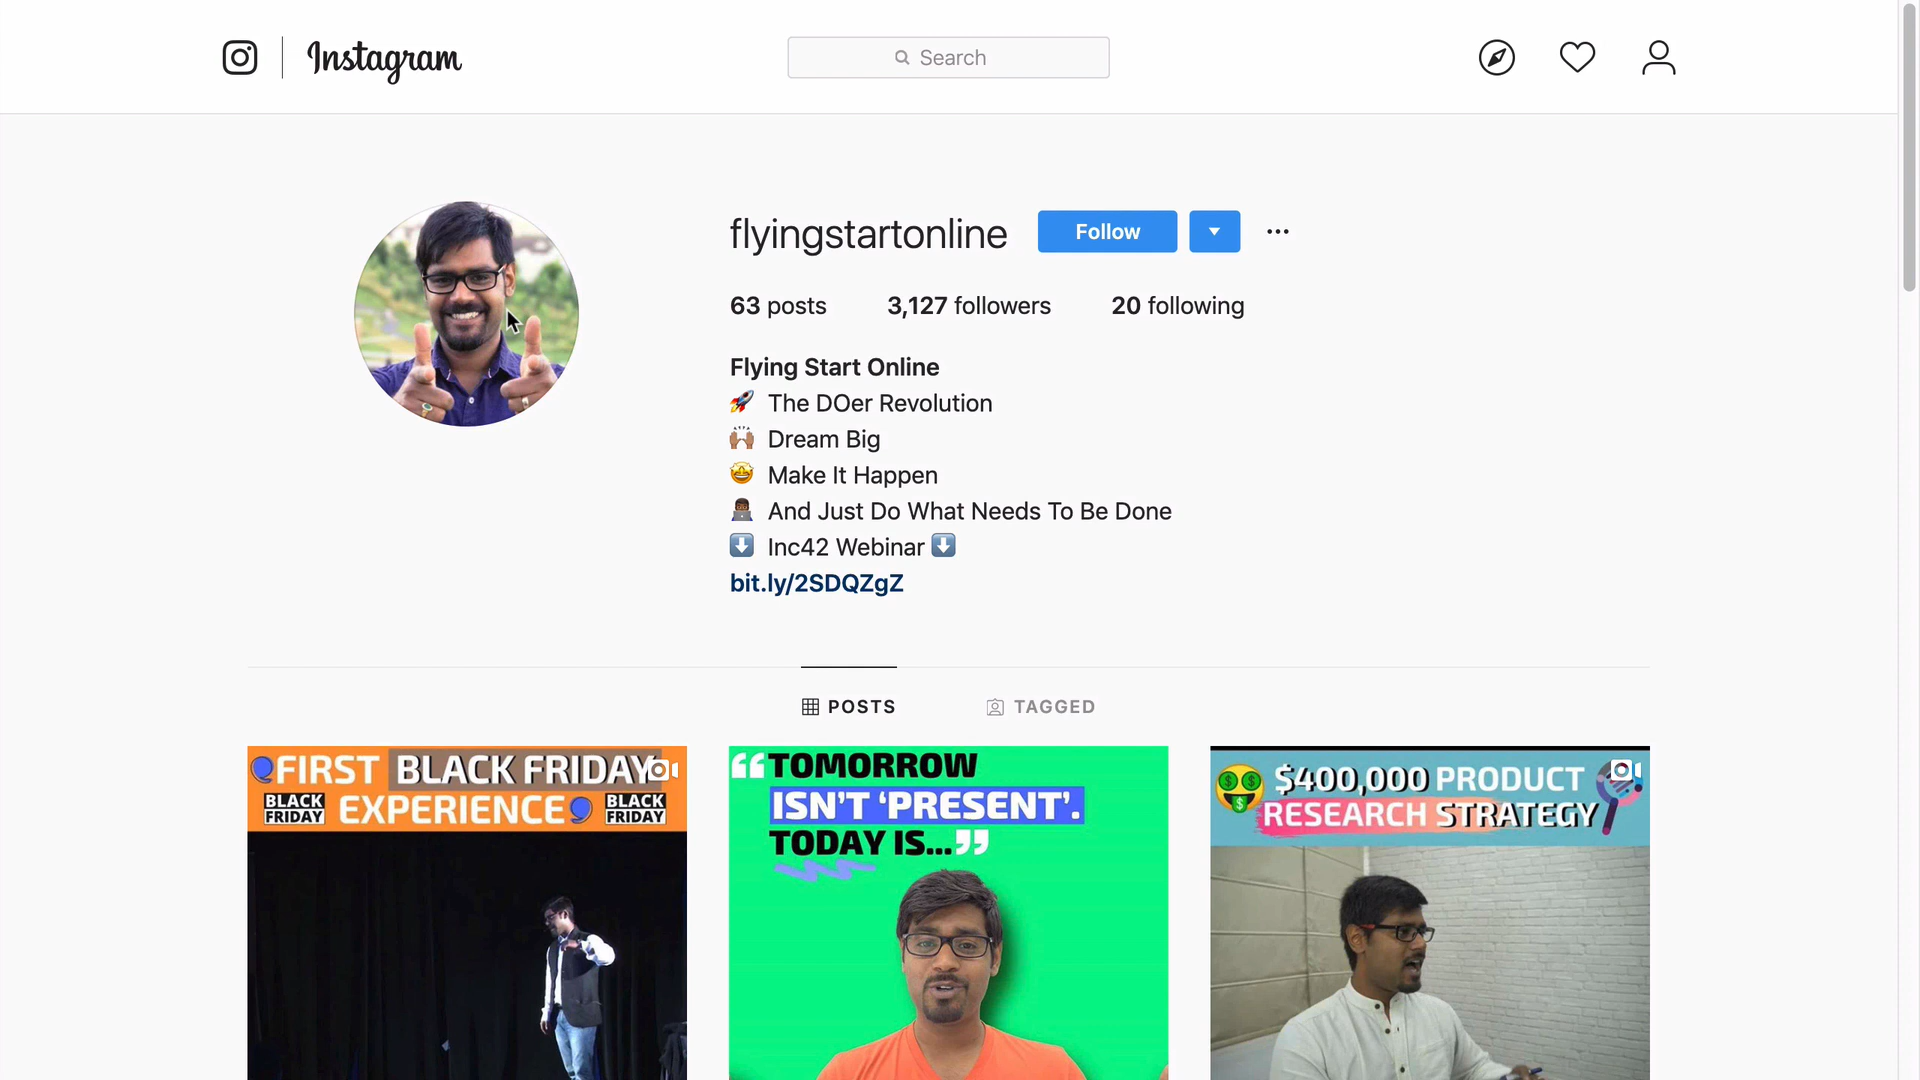 Instagram
Search
flyingstartonline
Follow
63 posts 3,127 followers 20 following
Flying Start Online
🚀 The DOer Revolution
🙌🏽 Dream Big
🤩 Make It Happen
👨🏿‍💻 And Just Do What Needs To Be Done
⬇️ Inc42 Webinar ⬇️
bit.ly/2SDQZgZ
POSTS TAGGED
FIRST BLACK FRIDAY
BLACK FRIDAY EXPERIENCE BLACK FRIDAY
“TOMORROW
ISN’T ‘PRESENT’.
TODAY IS...”
$400,000 PRODUCT
RESEARCH STRATEGY